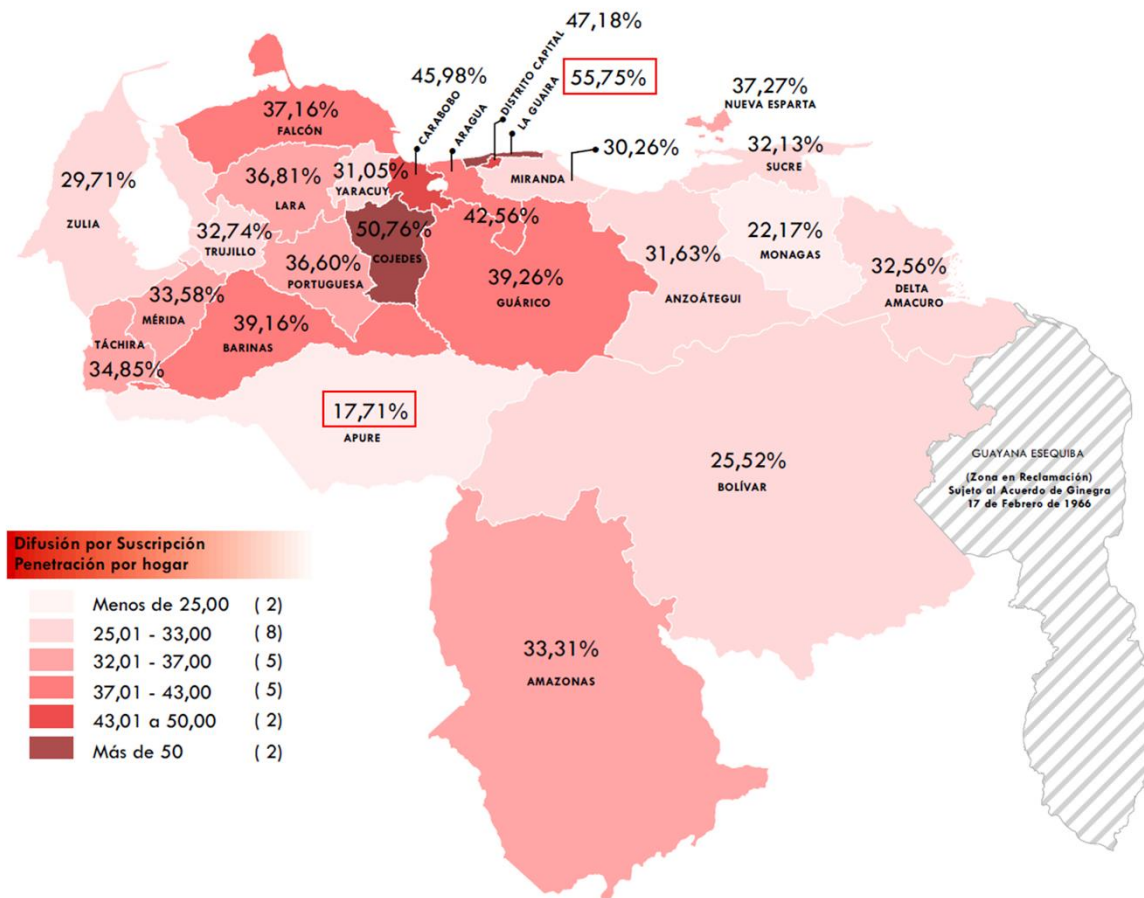 47,18%
DISTRITO CAPITAL
45,98%
CARABOBO
ARAGUA
LA GUAIRA
55,75%
37,27%
NUEVA ESPARTA
37,16%
FALCÓN
30,26%
MIRANDA
32,13%
SUCRE
29,71%
ZULIA
36,81%
LARA
31,05%
YARACUY
32,74%
TRUJILLO
50,76%
COJEDES
42,56%
22,17%
MONAGAS
31,63%
ANZOÁTEGUI
32,56%
DELTA
AMACURO
36,60%
PORTUGUESA
39,26%
GUÁRICO
33,58%
MÉRIDA
39,16%
BARINAS
TÁCHIRA
34,85%
17,71%
APURE
25,52%
BOLÍVAR
GUAYANA ESEQUIBA
(Zona en Reclamación)
Sujeto al Acuerdo de Ginegra
17 de Febrero de 1966
33,31%
AMAZONAS
Difusión por Suscripción
Penetración por hogar
Menos de 25,00 ( 2)
25,01 - 33,00 ( 8)
32,01 - 37,00 ( 5)
37,01 - 43,00 ( 5)
43,01 a 50,00 ( 2)
Más de 50 ( 2)